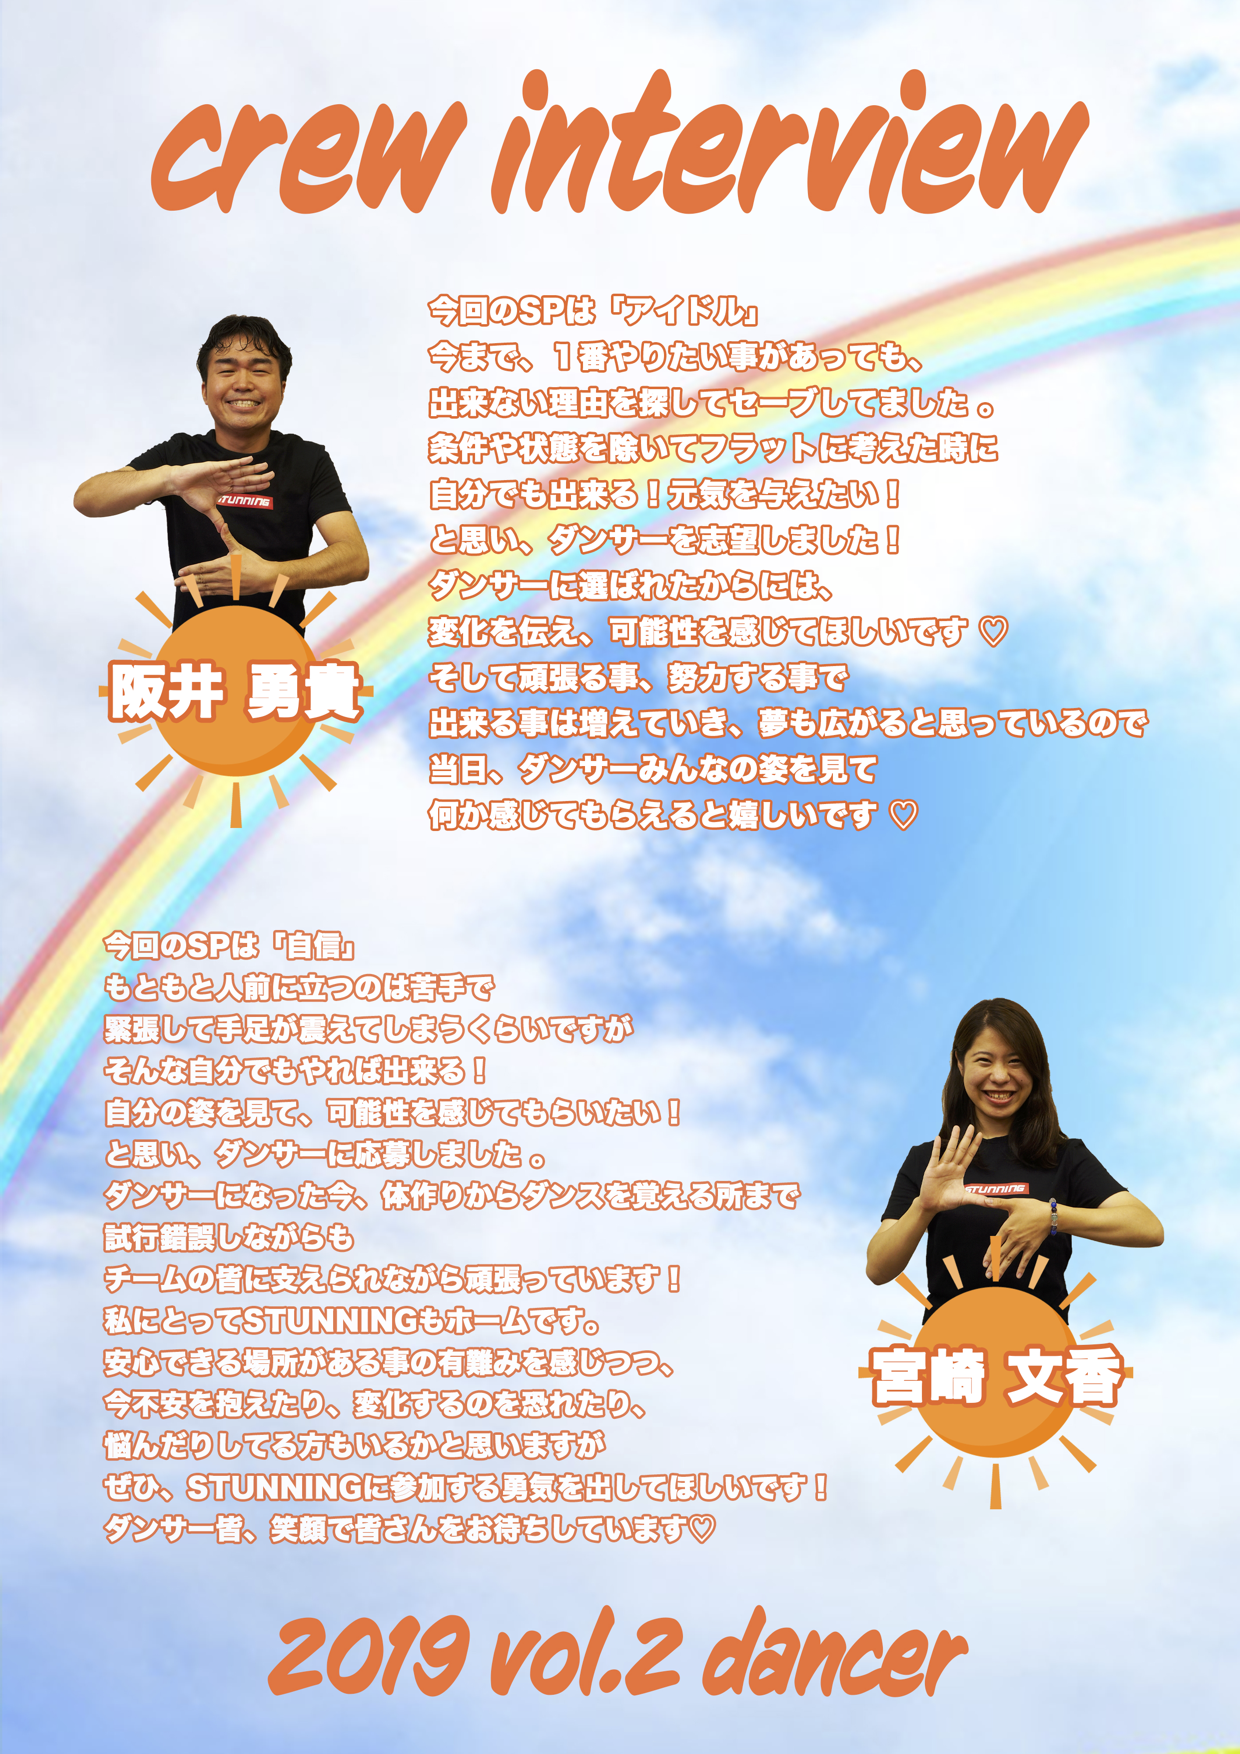 crew interview
今回のSPは「アイドル」
今まで、１番やりたい事があっても、
出来ない理由を探してセーブしてました 。
条件や状態を除いてフラットに考えた時に
自分でも出来る！元気を与えたい！
と思い、ダンサーを志望しました！
ダンサーに選ばれたからには、
変化を伝え、可能性を感じてほしいです ♡
そして頑張る事、努力する事で
出来る事は増えていき、夢も広がると思っているので
当日、ダンサーみんなの姿を見て
何か感じてもらえると嬉しいです ♡
STUNNING
阪井 勇貴
今回のSPは「自信」
もともと人前に立つのは苦手で
緊張して手足が震えてしまうくらいですが
そんな自分でもやれば出来る！
自分の姿を見て、可能性を感じてもらいたい！
と思い、ダンサーに応募しました 。
ダンサーになった今、体作りからダンスを覚える所まで
試行錯誤しながらも
チームの皆に支えられながら頑張っています！
私にとってSTUNNINGもホームです。
安心できる場所がある事の有難みを感じつつ、
今不安を抱えたり、変化するのを恐れたり、
悩んだりしてる方もいるかと思いますが
ぜひ、STUNNINGに参加する勇気を出してほしいです！
ダンサー皆、笑顔で皆さんをお待ちしています♡
STUNNING
宮崎 文香
2019 vol.2 dancer